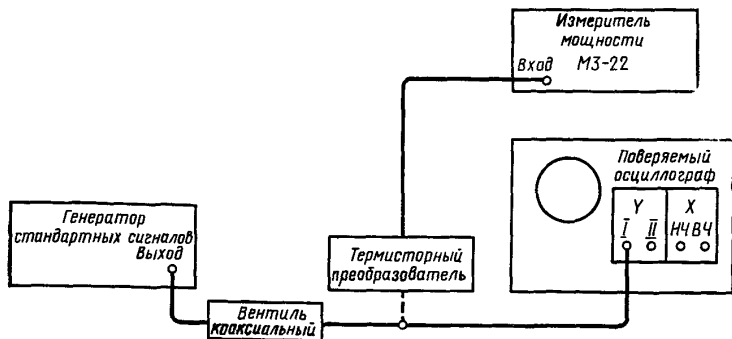 Измеритель
мощности
Вход М3-22
Поверяемый
осциллограф
Y X
I II НЧ ВЧ
Генератор
стандартных сигналов
Выход
Термисторный
преобразователь
Вентиль
коаксиальный